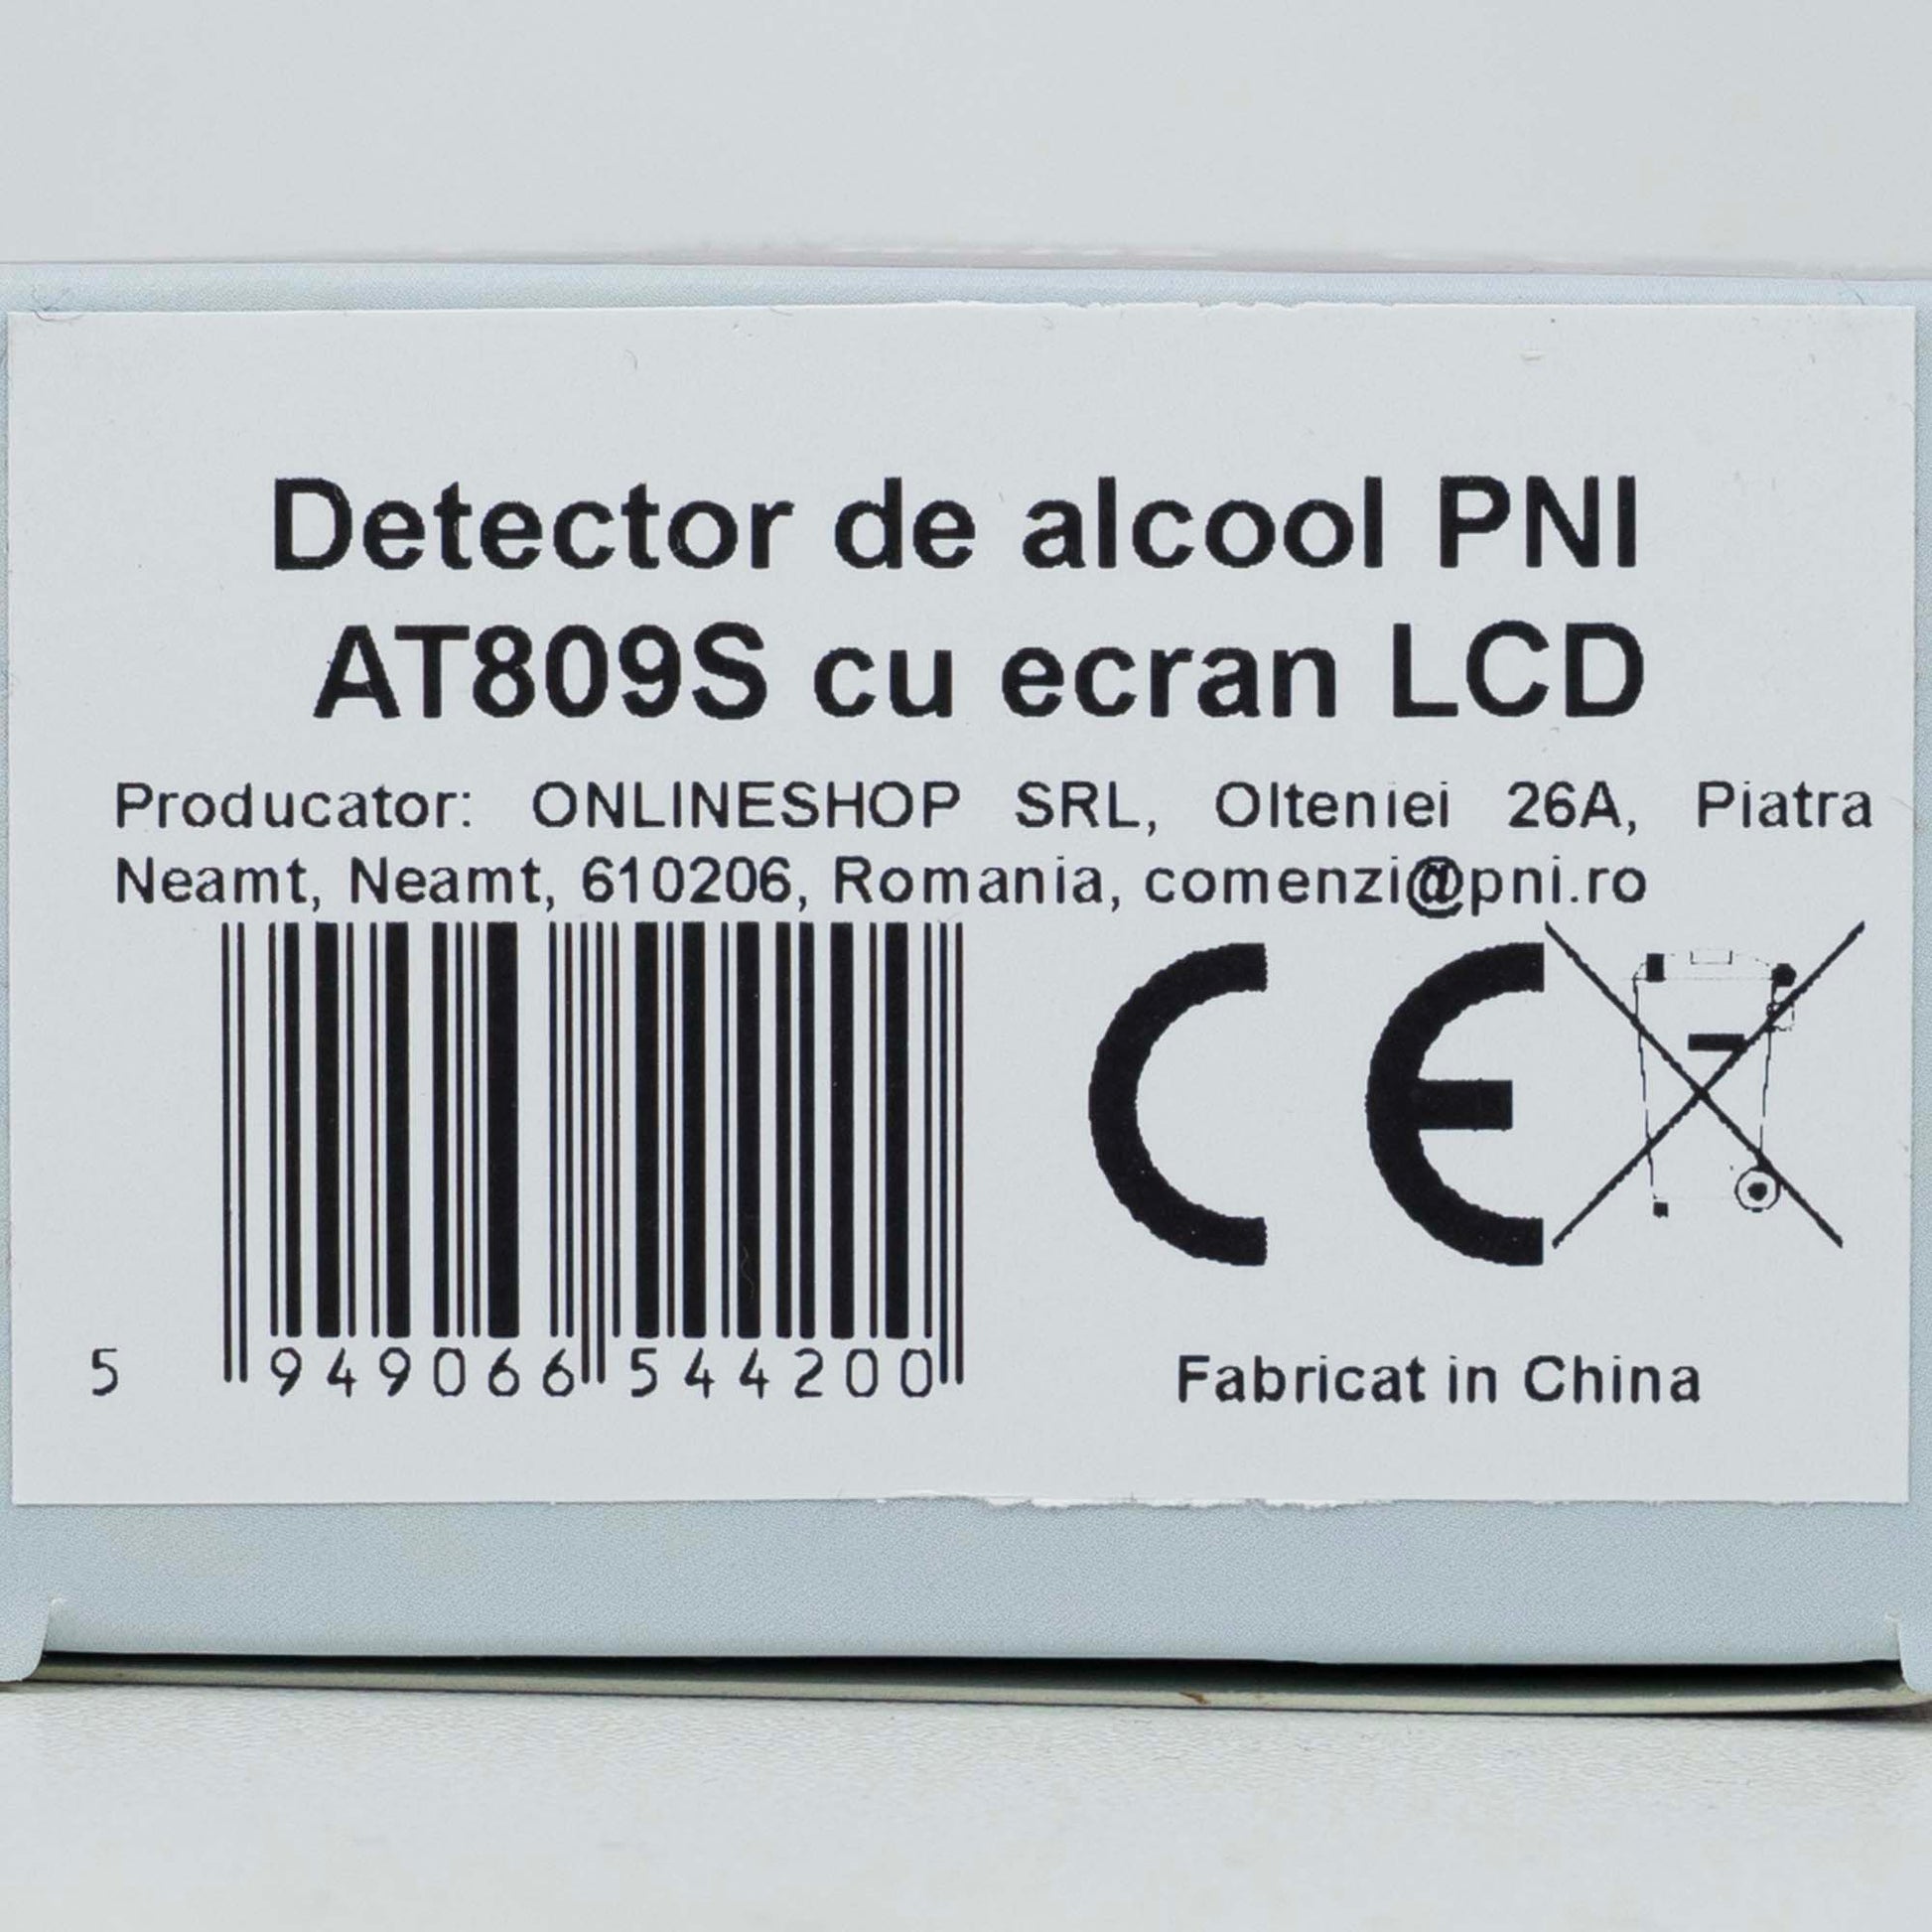 Detector de alcool PNI
AT809S cu ecran LCD
Producator: ONLINESHOP SRL, Olteniei 26A, Piatra
Neamt, Neamt, 610206, Romania, comenzi@pni.ro
CE
5 949066 544200
Fabricat in China